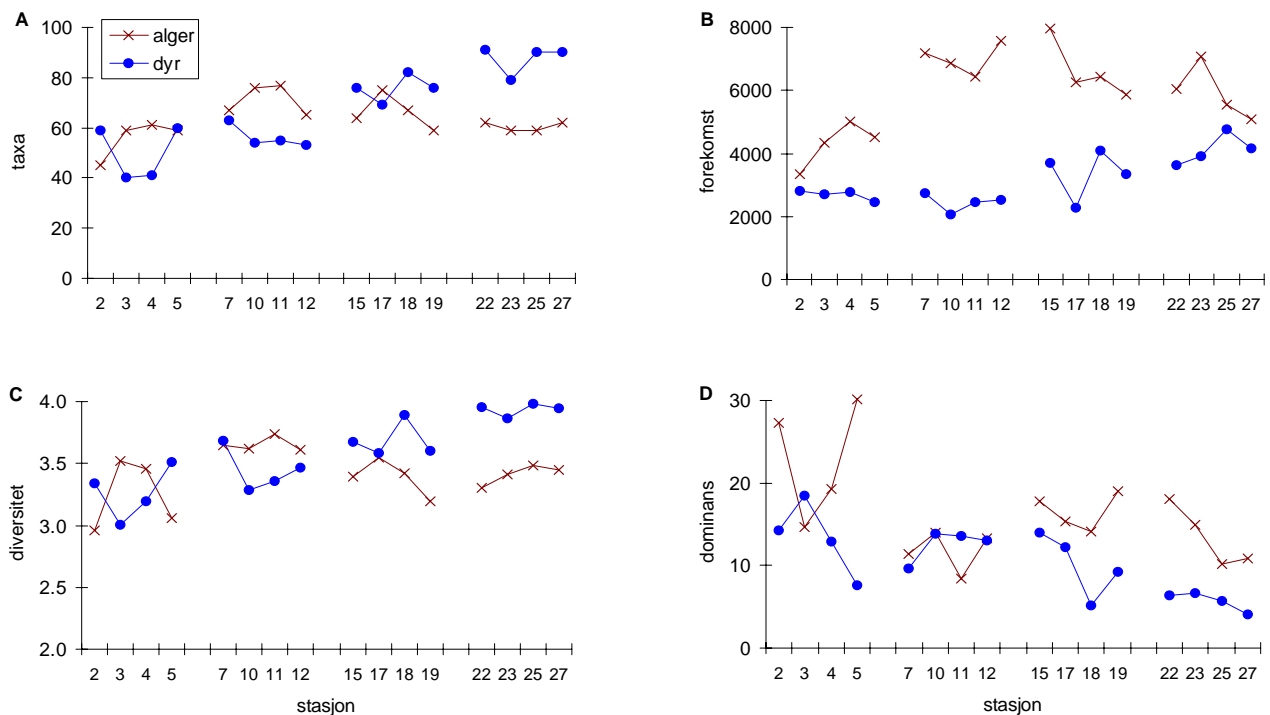 A
alger
dyr
taxa
100
80
60
40
20
0
2 3 4 5 7 10 11 12 15 17 18 19 22 23 25 27
B
forekomst
8000
6000
4000
2000
0
2 3 4 5 7 10 11 12 15 17 18 19 22 23 25 27
C
diversitet
4.0
3.5
3.0
2.5
2.0
2 3 4 5 7 10 11 12 15 17 18 19 22 23 25 27
stasjon
D
dominans
30
20
10
0
2 3 4 5 7 10 11 12 15 17 18 19 22 23 25 27
stasjon